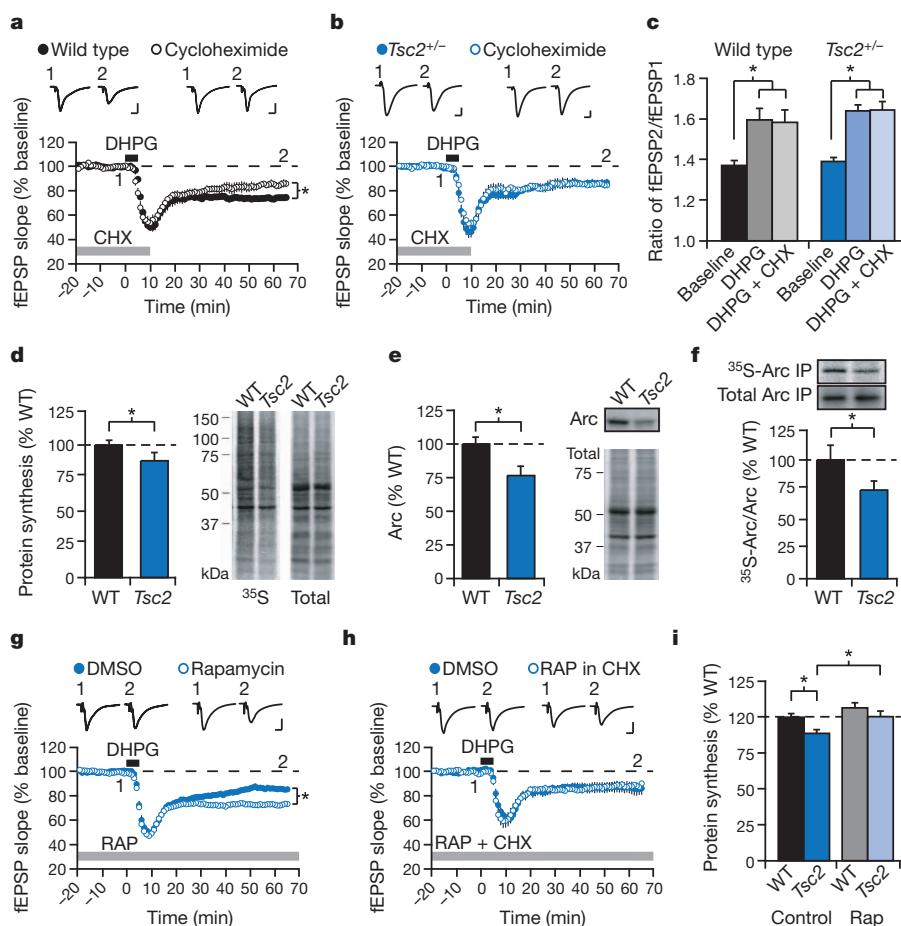 a
Wild type Cycloheximide
1 2
fEPSP slope (% baseline)
120
100
80
60
40
20
DHPG
1
2
*
CHX
–20 –10 0 10 20 30 40 50 60 70
Time (min)
b
Tsc2+/– Cycloheximide
1 2
fEPSP slope (% baseline)
120
100
80
60
40
20
DHPG
1
2
CHX
–20 –10 0 10 20 30 40 50 60 70
Time (min)
c
Wild type Tsc2+/–
* *
Ratio of fEPSP2/fEPSP1
1.8
1.6
1.4
1.0
Baseline DHPG DHPG + CHX Baseline DHPG DHPG + CHX
d
Protein synthesis (% WT)
125
100
75
50
25
0
*
WT Tsc2
WT Tsc2 WT Tsc2
150
100
75
50
37
kDa
35S Total
e
Arc (% WT)
125
100
75
50
25
0
*
WT Tsc2
WT Tsc2
Arc
Total
75
50
37
kDa
f
35S-Arc IP
Total Arc IP
35S-Arc/Arc (% WT)
125
100
75
50
25
0
*
WT Tsc2
g
DMSO Rapamycin
1 2 1 2
fEPSP slope (% baseline)
120
100
80
60
40
20
DHPG
1
2
*
RAP
–20 –10 0 10 20 30 40 50 60 70
Time (min)
h
DMSO RAP in CHX
1 2 1 2
fEPSP slope (% baseline)
120
100
80
60
40
20
DHPG
1
2
RAP + CHX
–20 –10 0 10 20 30 40 50 60 70
Time (min)
i
Protein synthesis (% WT)
125
120
75
50
25
0
* *
WT Tsc2 WT Tsc2
Control Rap